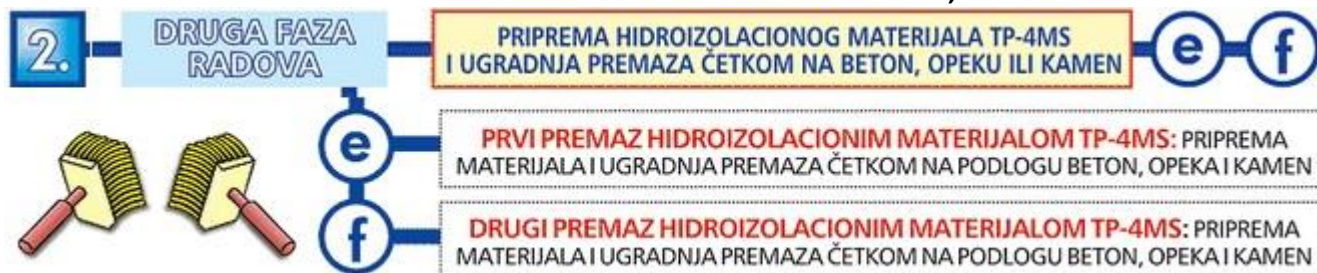 2.
DRUGA FAZA
RADOVA
PRIPREMA HIDROIZOLACIONOG MATERIJALA TP-4MS
I UGRADNJA PREMAZA ČETKOM NA BETON, OPEKU ILI KAMEN
e
f
e
PRVI PREMAZ HIDROIZOLACIONIM MATERIJALOM TP-4MS: PRIPREMA
MATERIJALA I UGRADNJA PREMAZA ČETKOM NA PODLOGU BETON, OPEKA I KAMEN
f
DRUGI PREMAZ HIDROIZOLACIONIM MATERIJALOM TP-4MS: PRIPREMA
MATERIJALA I UGRADNJA PREMAZA ČETKOM NA PODLOGU BETON, OPEKA I KAMEN